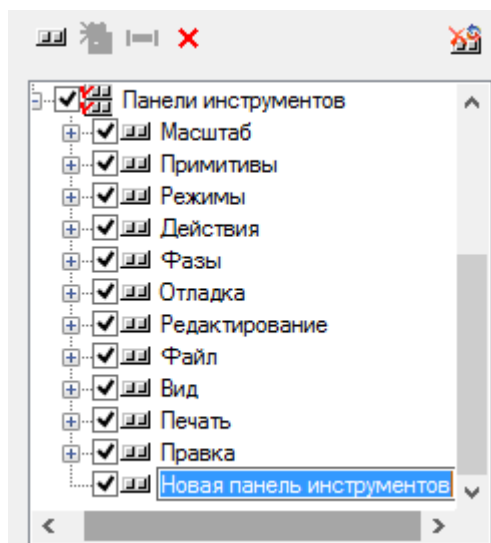 Панели инструментов
Масштаб
Примитивы
Режимы
Действия
Фазы
Отладка
Редактирование
Файл
Вид
Печать
Правка
Новая панель инструментов